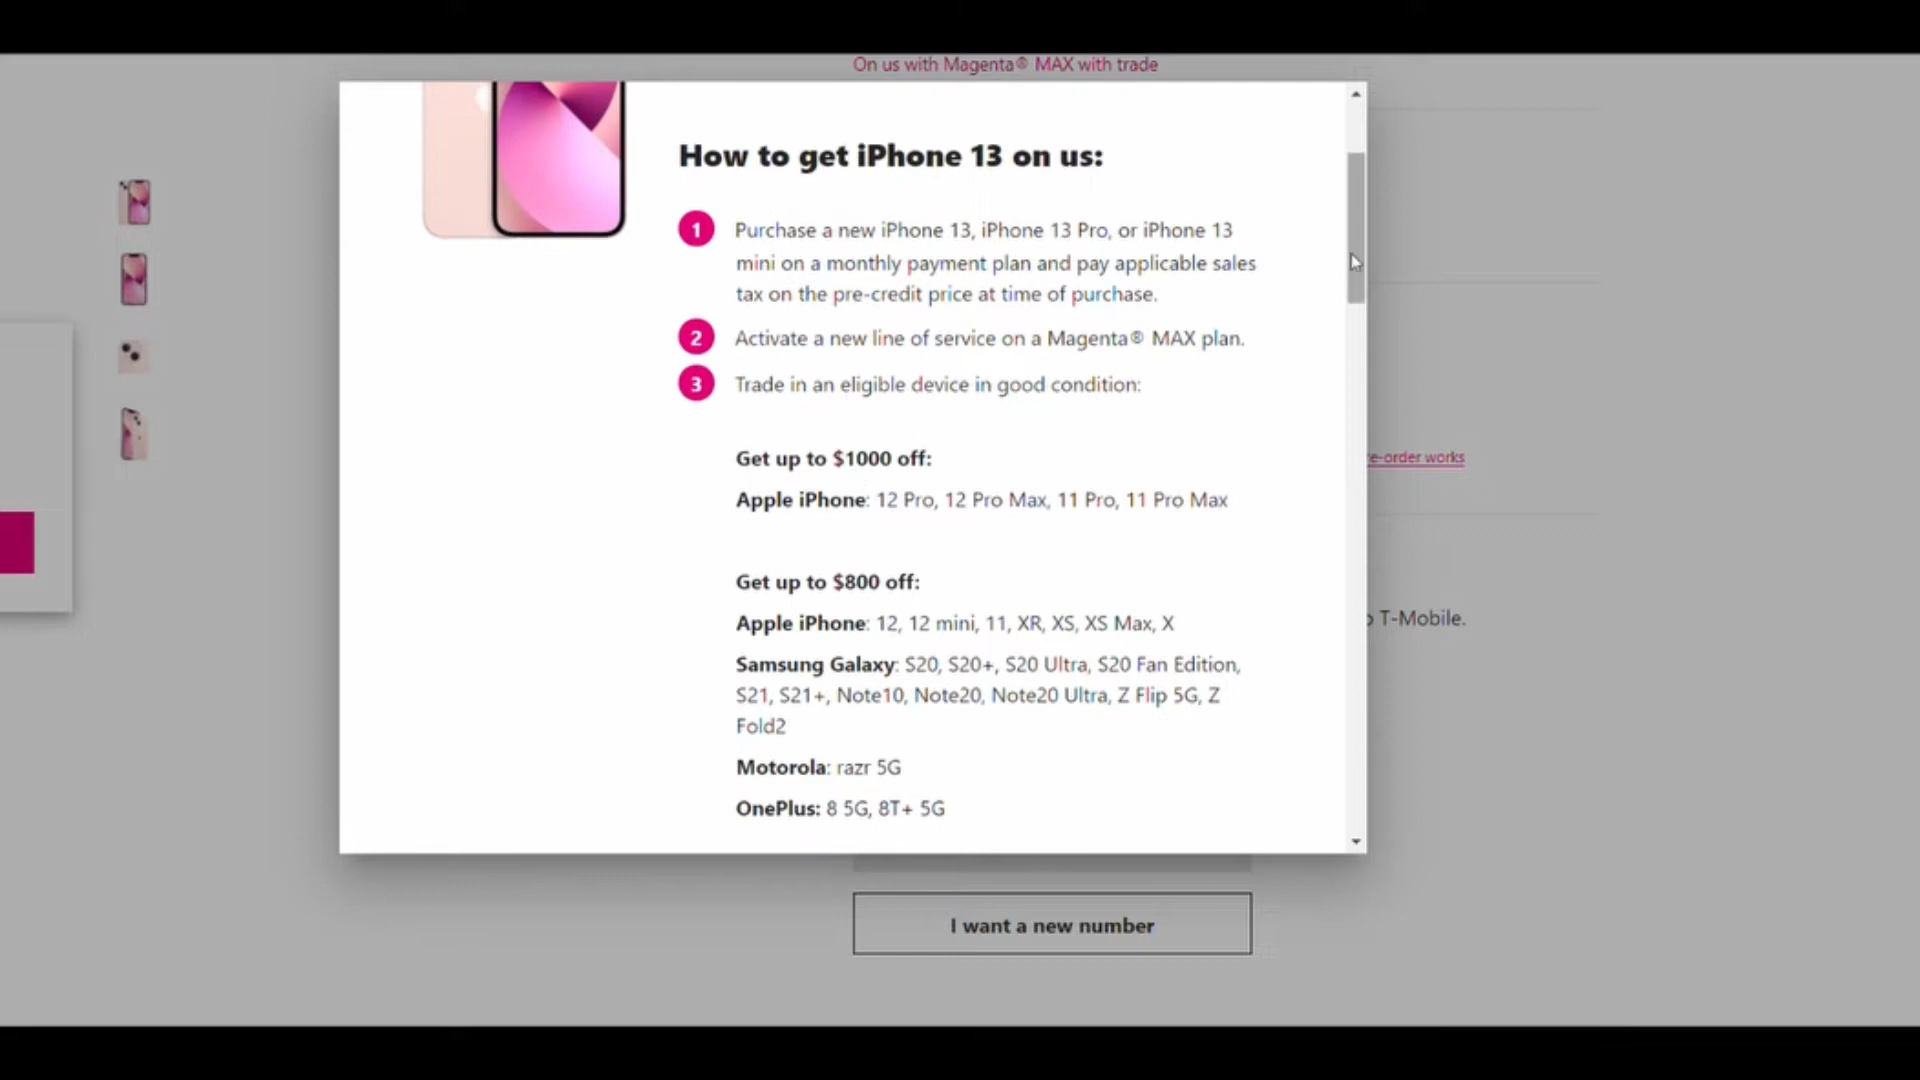 On us with Magenta® MAX with trade
How to get iPhone 13 on us:
1 Purchase a new iPhone 13, iPhone 13 Pro, or iPhone 13
mini on a monthly payment plan and pay applicable sales
tax on the pre-credit price at time of purchase.
2 Activate a new line of service on a Magenta® MAX plan.
3 Trade in an eligible device in good condition:
Get up to $1000 off:
Apple iPhone: 12 Pro, 12 Pro Max, 11 Pro, 11 Pro Max
e-order works
Get up to $800 off:
Apple iPhone: 12, 12 mini, 11, XR, XS, XS Max, X
T-Mobile.
Samsung Galaxy: S20, S20+, S20 Ultra, S20 Fan Edition,
S21, S21+, Note10, Note20, Note20 Ultra, Z Flip 5G, Z
Fold2
Motorola: razr 5G
OnePlus: 8 5G, 8T+ 5G
I want a new number